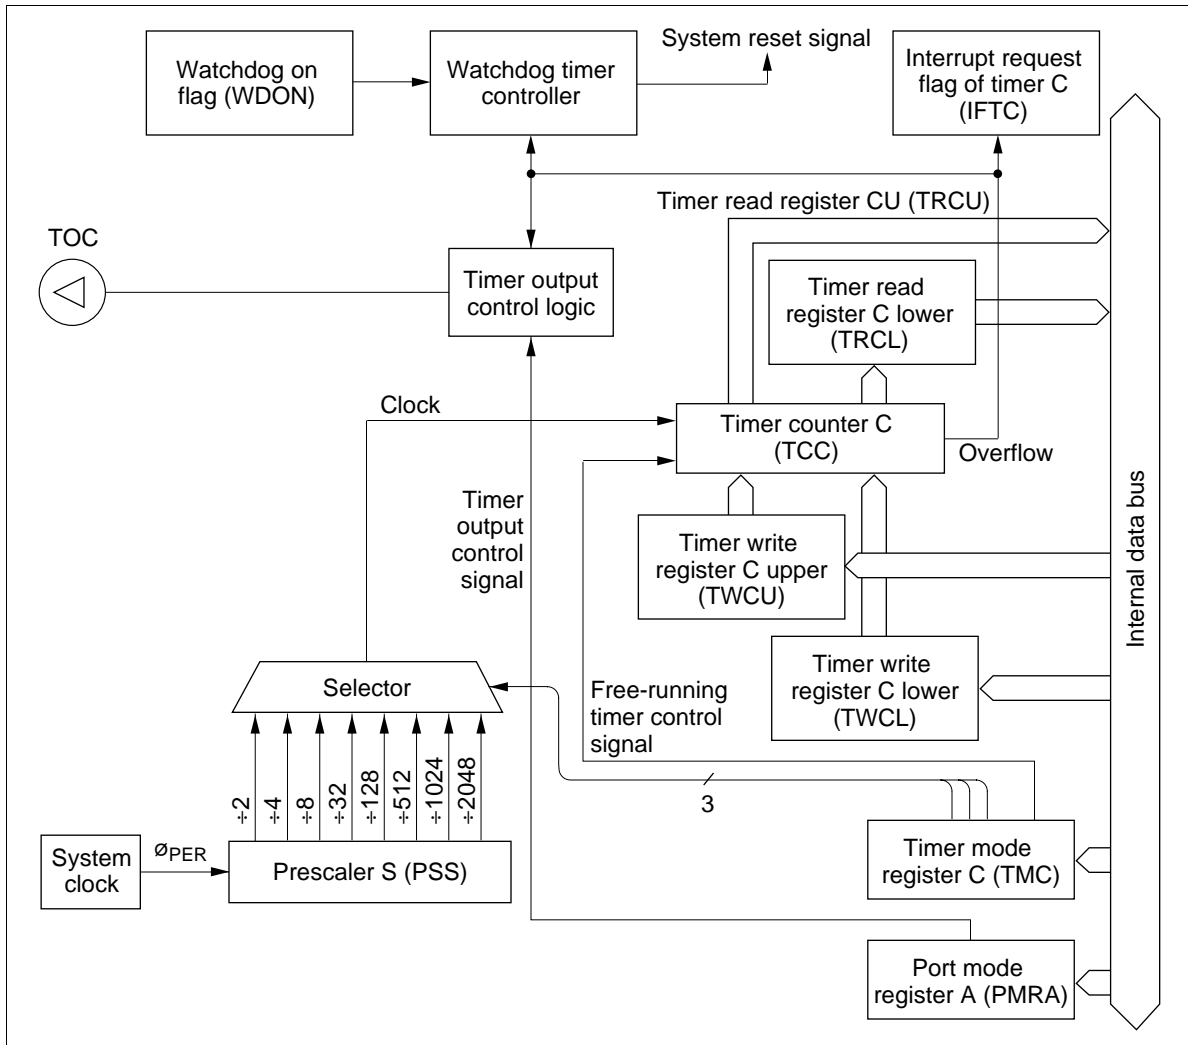 System reset signal
Watchdog on
flag (WDON)
Watchdog timer
controller
Interrupt request
flag of timer C
(IFTC)
Timer read register CU (TRCU)
TOC
Timer output
control logic
Timer read
register C lower
(TRCL)
Clock
Timer counter C
(TCC)
Overflow
Timer
output
control
signal
Timer write
register C upper
(TWCU)
Internal data bus
Timer write
register C lower
(TWCL)
Selector
Free-running
timer control
signal
÷2
÷4
÷8
÷32
÷128
÷512
÷1024
÷2048
3
System
clock
øPER
Prescaler S (PSS)
Timer mode
register C (TMC)
Port mode
register A (PMRA)